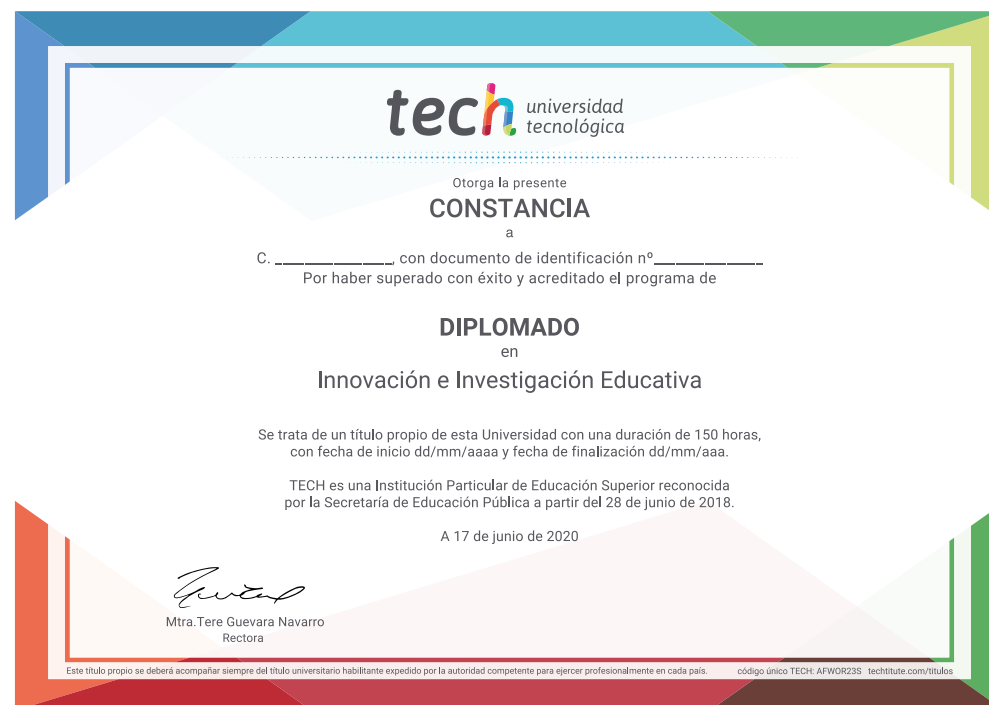 tech universidad
tecnológica
Otorga la presente
CONSTANCIA
a
C. ________________, con documento de identificación nº_______________
Por haber superado con éxito y acreditado el programa de
DIPLOMADO
en
Innovación e Investigación Educativa
Se trata de un título propio de esta Universidad con una duración de 150 horas,
con fecha de inicio dd/mm/aaaa y fecha de finalización dd/mm/aaa.
TECH es una Institución Particular de Educación Superior reconocida
por la Secretaría de Educación Pública a partir del 28 de junio de 2018.
A 17 de junio de 2020
Mtra.Tere Guevara Navarro
Rectora
Este título propio se deberá acompañar siempre del título universitario habilitante expedido por la autoridad competente para ejercer profesionalmente en cada país. código único TECH: AFWOR23S techtitute.com/titulos